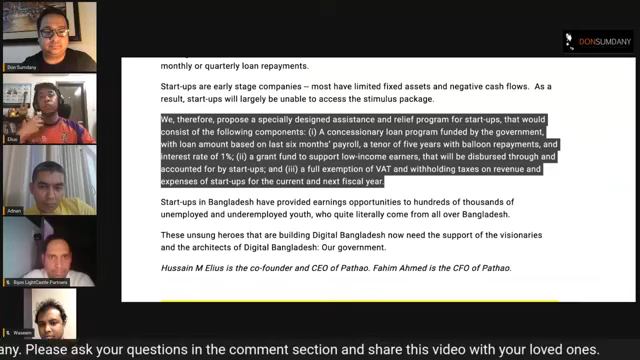 DONSUMDANY
monthly or quarterly loan repayments.
Start-ups are early stage companies – most have limited fixed assets and negative cash flows. As a
result, start-ups will largely be unable to access the stimulus package.
We, therefore, propose a specially designed assistance and relief program for start-ups, that would
consist of the following components: (i) A concessionary loan program funded by the government,
with loan amount based on last six months' payroll, a tenor of five years with balloon repayments, and
interest rate of 1%; (ii) a grant fund to support low-income earners, that will be disbursed through and
accounted for by start-ups; and (iii) a full exemption of VAT and withholding taxes on revenue and
expenses of start-ups for the current and next fiscal year.
Start-ups in Bangladesh have provided earnings opportunities to hundreds of thousands of
unemployed and underemployed youth, who quite literally come from all over Bangladesh.
These unsung heroes that are building Digital Bangladesh now need the support of the visionaries
and the architects of Digital Bangladesh: Our government.
Hussain M Elius is the co-founder and CEO of Pathao. Fahim Ahmed is the CFO of Pathao.
Don Sumdany
Elius
Adnan
Bijon LightCastle Partners
Waseem
any. Please ask your questions in the comment section and share this video with your loved ones.